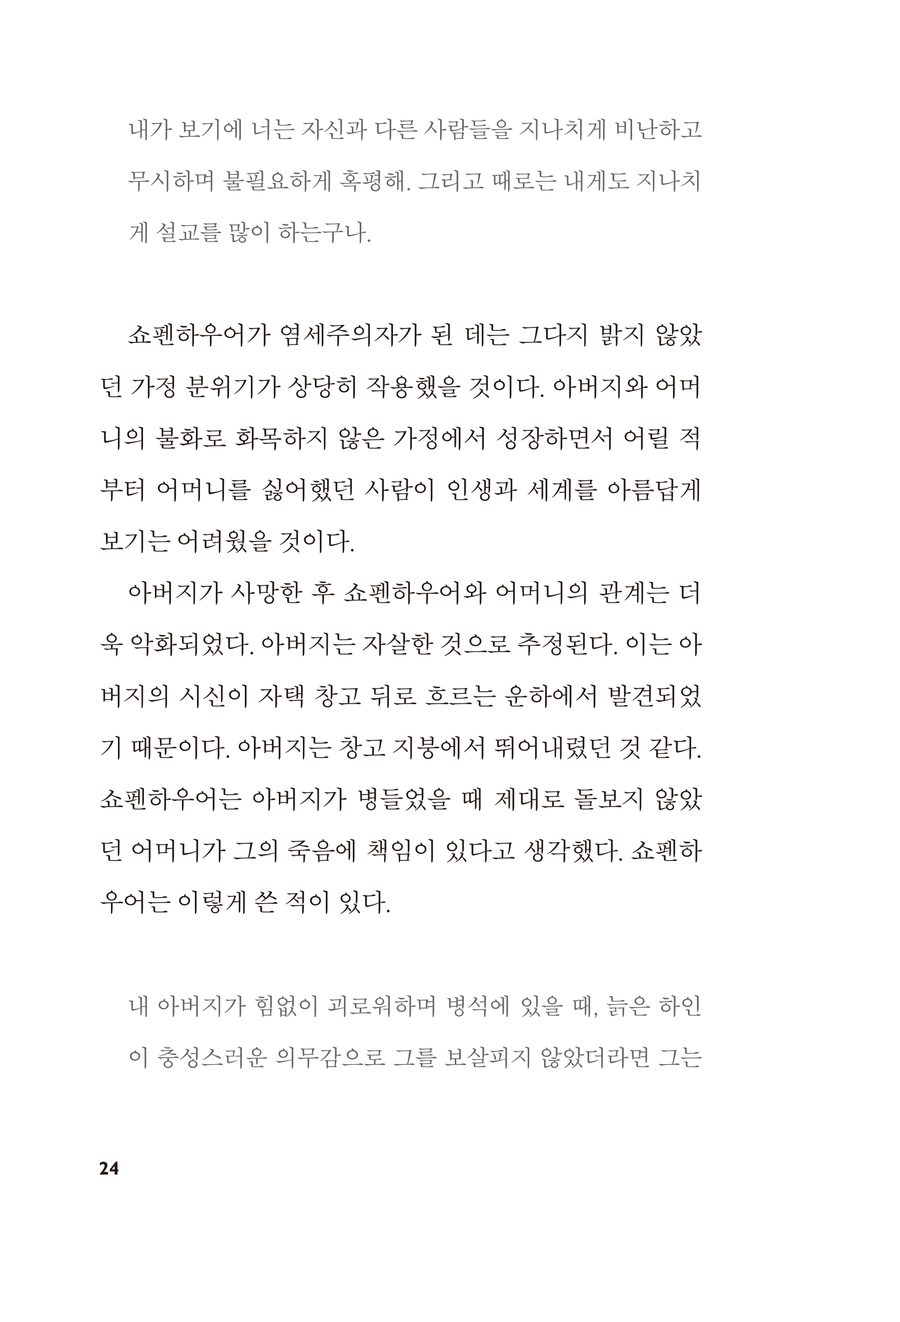 내가 보기에 너는 자신과 다른 사람들을 지나치게 비난하고
무시하며 불필요하게 혹평해. 그리고 때로는 내게도 지나치
게 설교를 많이 하는구나.
쇼펜하우어가 염세주의자가 된 데는 그다지 밝지 않았
던 가정 분위기가 상당히 작용했을 것이다. 아버지와 어머
니의 불화로 화목하지 않은 가정에서 성장하면서 어릴 적
부터 어머니를 싫어했던 사람이 인생과 세계를 아름답게
보기는 어려웠을 것이다.
아버지가 사망한 후 쇼펜하우어와 어머니의 관계는 더
욱 악화되었다. 아버지는 자살한 것으로 추정된다. 이는 아
버지의 시신이 자택 창고 뒤로 흐르는 운하에서 발견되었
기 때문이다. 아버지는 창고 지붕에서 뛰어내렸던 것 같다.
쇼펜하우어는 아버지가 병들었을 때 제대로 돌보지 않았
던 어머니가 그의 죽음에 책임이 있다고 생각했다. 쇼펜하
우어는 이렇게 쓴 적이 있다.
내 아버지가 힘없이 괴로워하며 병석에 있을 때, 늙은 하인
이 충성스러운 의무감으로 그를 보살피지 않았더라면 그는
24